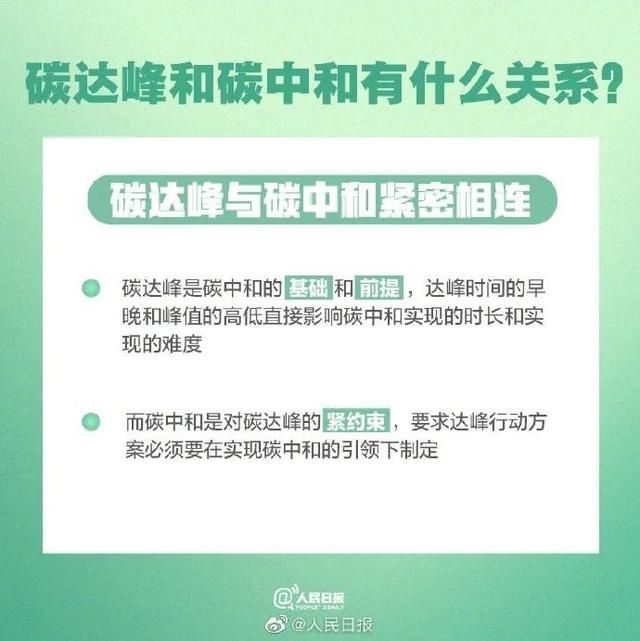 碳达峰和碳中和有什么关系?
碳达峰与碳中和紧密相连
碳达峰是碳中和的基础和前提，达峰时间的早
晚和峰值的高低直接影响碳中和实现的时长和实
现的难度
而碳中和是对碳达峰的紧约束，要求达峰行动方
案必须要在实现碳中和的引领下制定
@人民日报
PEOPLE'S DAILY
@人民日报